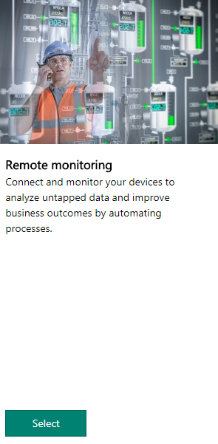 Remote monitoring
Connect and monitor your devices to
analyze untapped data and improve
business outcomes by automating
processes.
Select